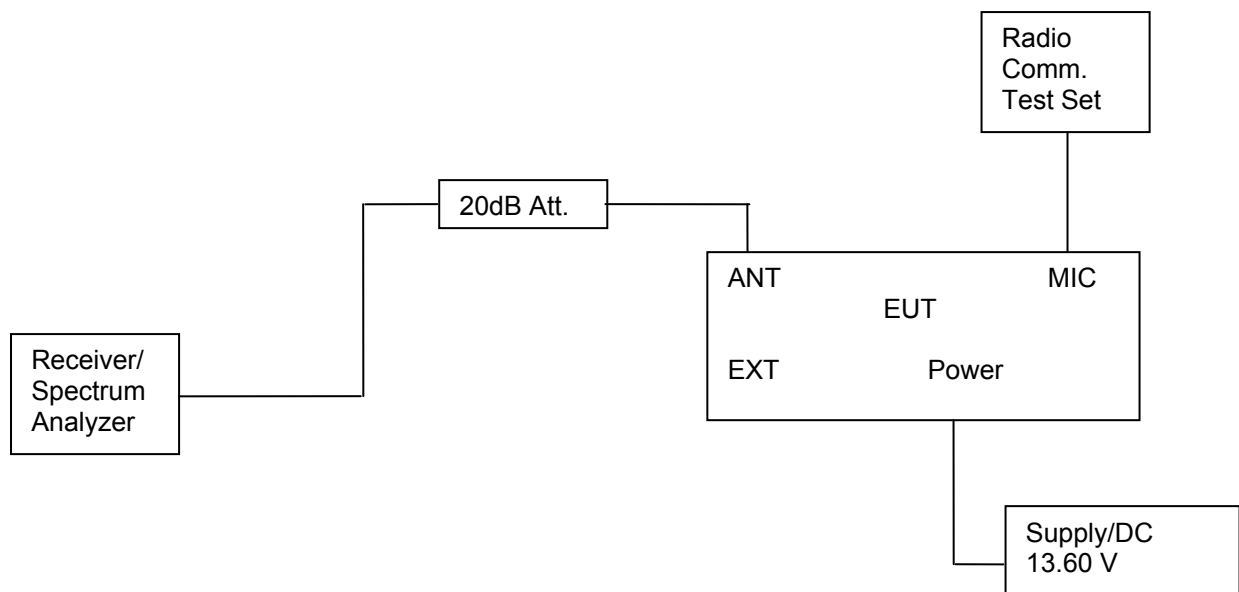 Radio
Comm.
Test Set
20dB Att.
ANT
MIC
EUT
Receiver/
Spectrum
Analyzer
EXT
Power
Supply/DC
13.60 V